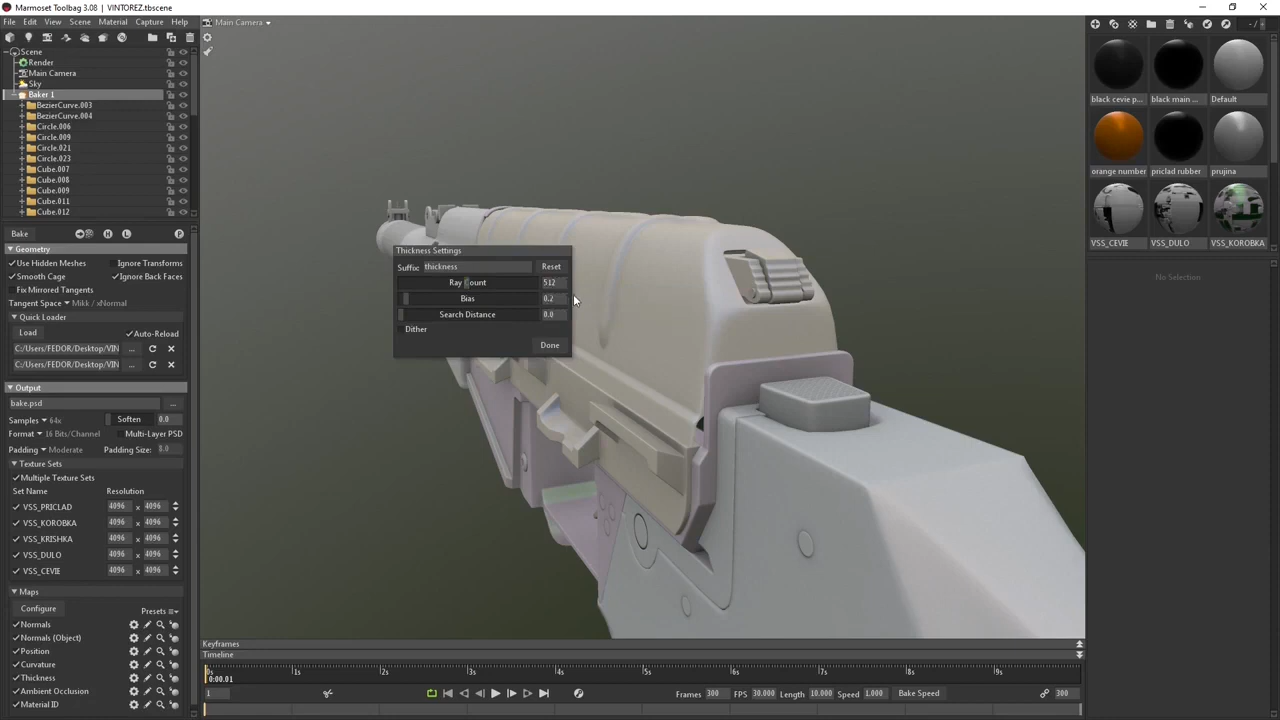 Marmoset Toolbag 3.08 | VINTOREZ.tbscene
File Edit View Scene Material Capture Help
Main Camera
- /
Scene
Render
Main Camera
Sky
Baker 1
BezierCurve.003
BezierCurve.004
Circle.006
Circle.009
Circle.021
Circle.023
Cube.007
Cube.008
Cube.009
Cube.011
Cube.012
black cevie p... black main ... Default
orange number priclad rubber prujina
VSS_CEVIE VSS_DULO VSS_KOROBKA
No Selection
Bake H L P
Geometry
Use Hidden Meshes Ignore Transforms
Smooth Cage Ignore Back Faces
Fix Mirrored Tangents
Tangent Space Mikk / xNormal
Quick Loader
Load Auto-Reload
C:/Users/FEDOR/Desktop/VIN ...
C:/Users/FEDOR/Desktop/VIN ...
Output
bake.psd ...
Samples 64x Soften 0.0
Format 16 Bits/Channel Multi-Layer PSD
Padding Moderate Padding Size: 8.0
Texture Sets
Multiple Texture Sets
Set Name Resolution
VSS_PRICLAD 4096 x 4096
VSS_KOROBKA 4096 x 4096
VSS_KRISHKA 4096 x 4096
VSS_DULO 4096 x 4096
VSS_CEVIE 4096 x 4096
Maps
Configure Presets
Normals
Normals (Object)
Position
Curvature
Thickness
Ambient Occlusion
Material ID
Thickness Settings
Suffix: thickness Reset
Ray Count 512
Bias 0.2
Search Distance 0.0
Dither
Done
Keyframes
Timeline
0s 1s 2s 3s 4s 5s 6s 7s 8s 9s
0:00.01
1 Frames 300 FPS 30.000 Length 10.000 Speed 1.000 Bake Speed 300